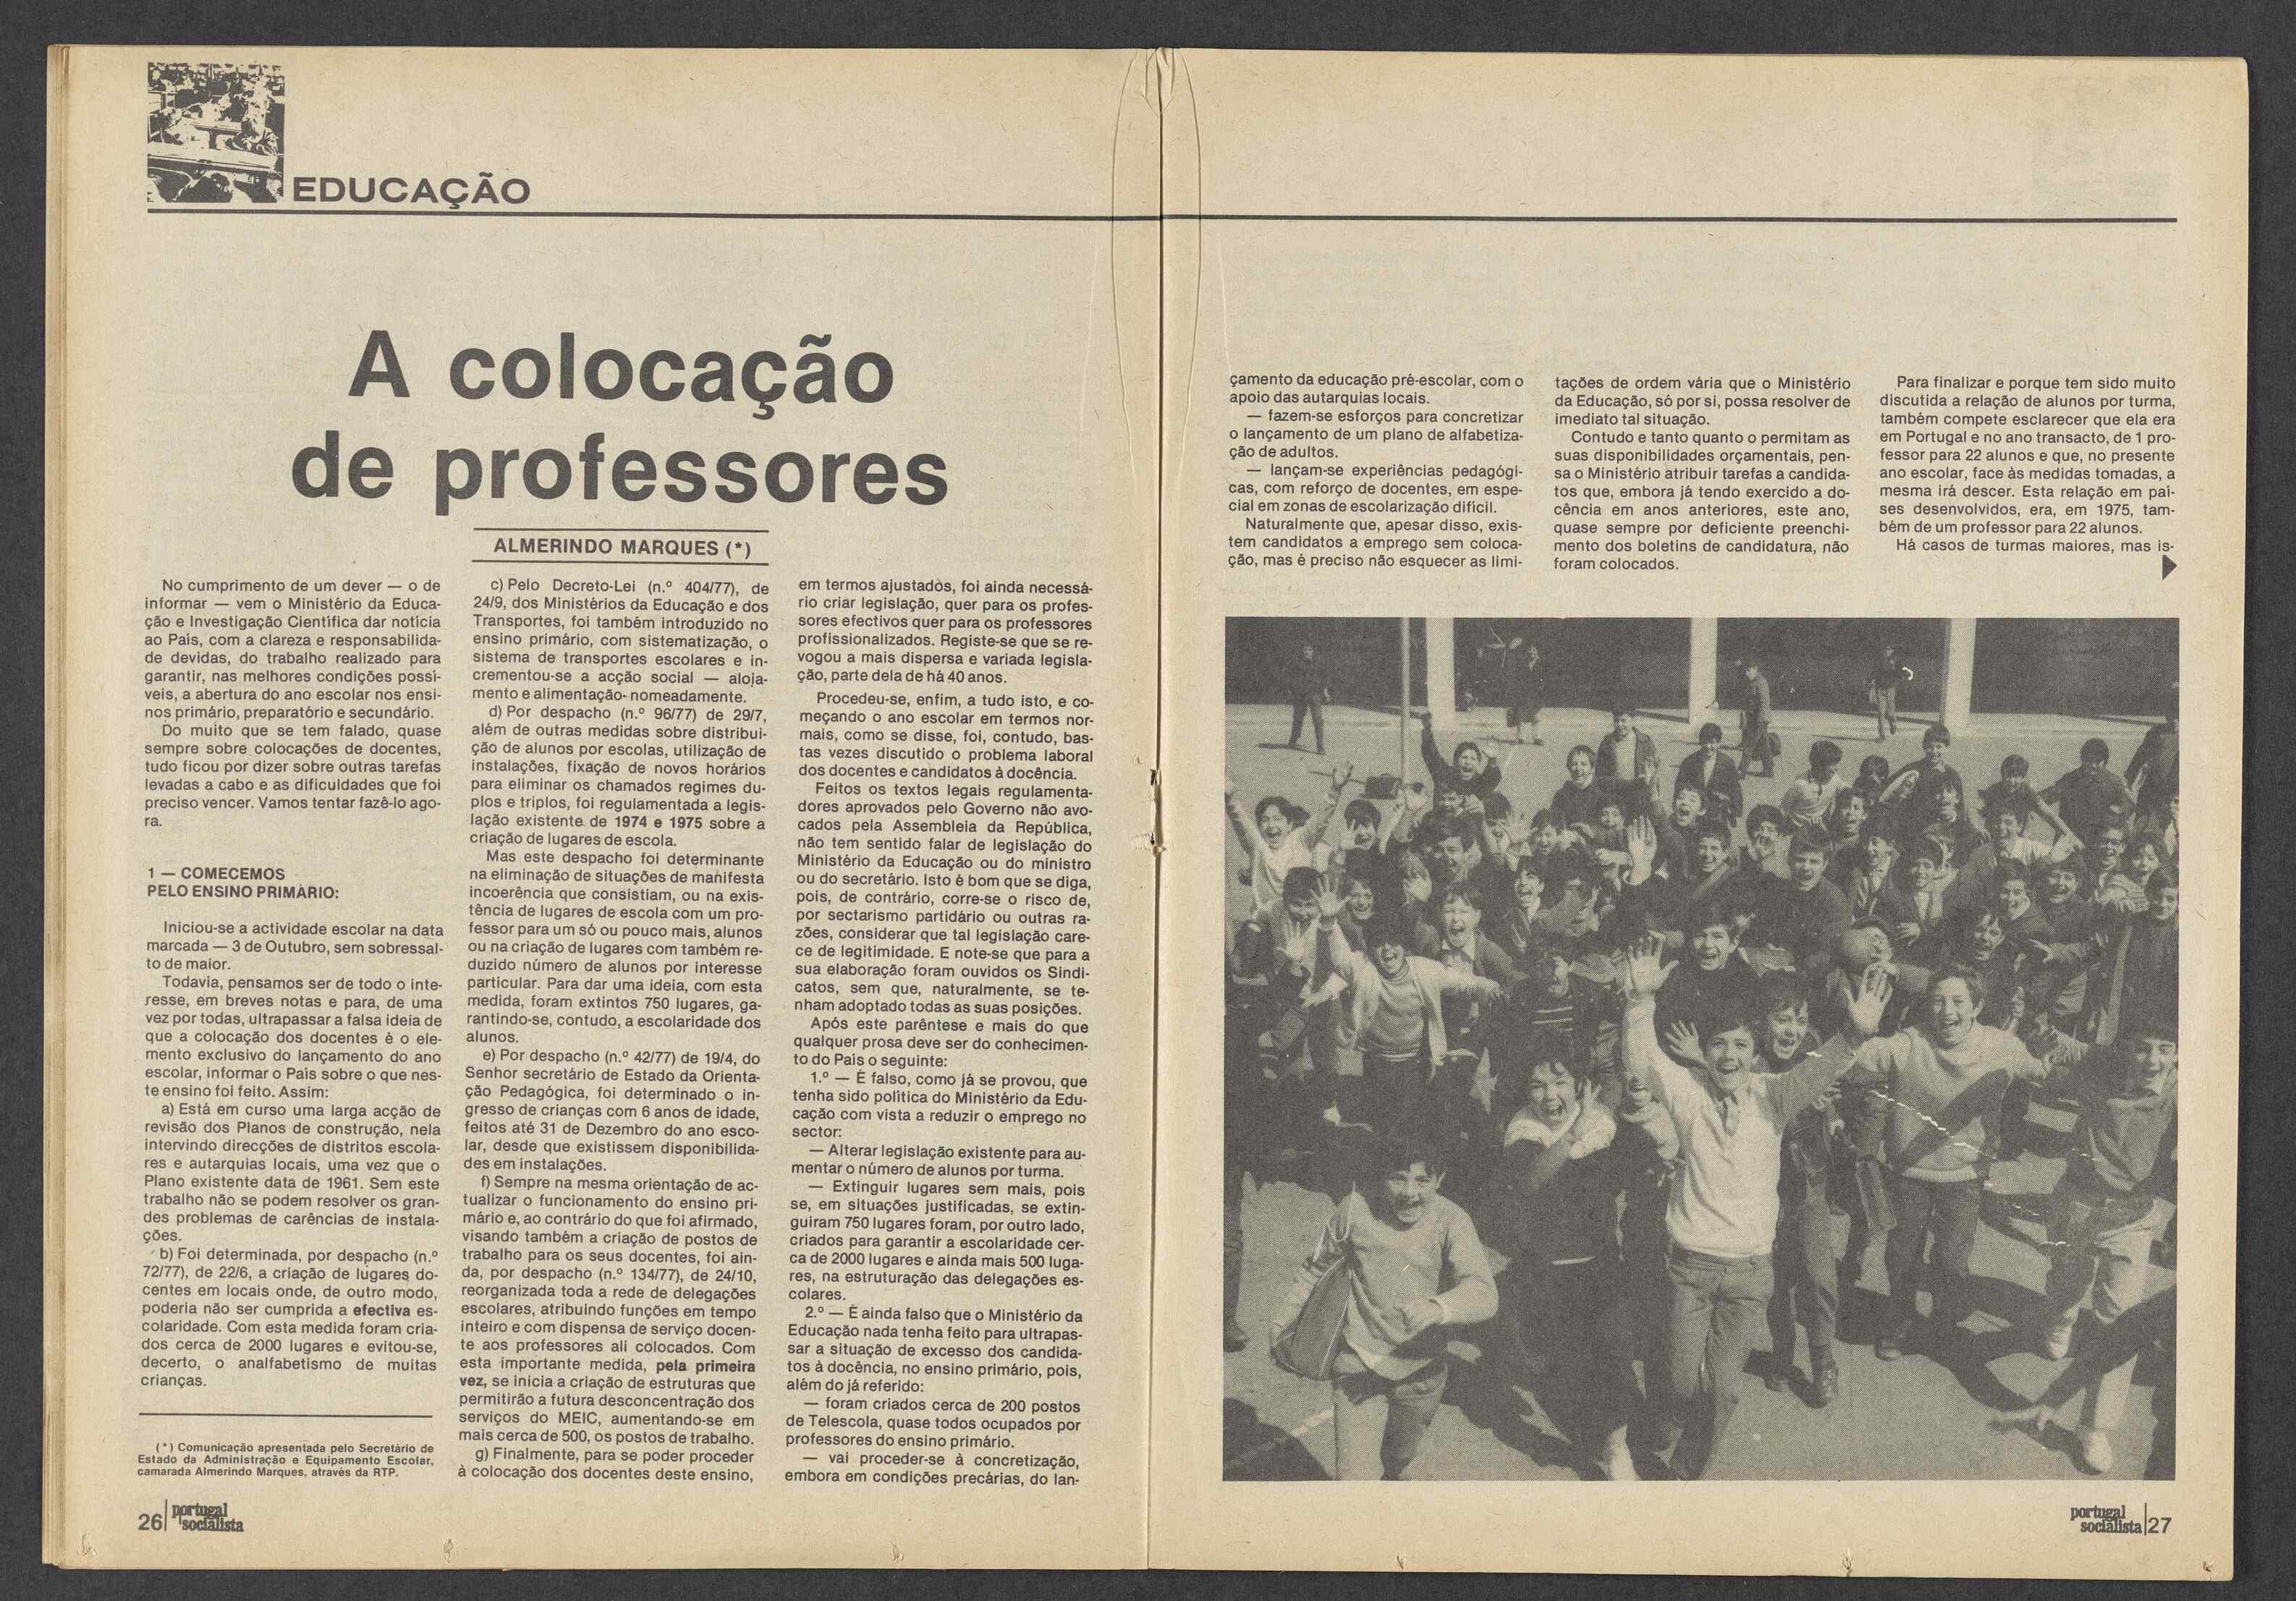 EDUCAÇÃO
A colocação
de professores
ALMERINDO MARQUES (*)
No cumprimento de um dever — o de
informar — vem o Ministério da Educa-
ção e Investigação Científica dar notícia
ao País, com a clareza e responsabilida-
de devidas, do trabalho realizado para
garantir, nas melhores condições possí-
veis, a abertura do ano escolar nos ensi-
nos primário, preparatório e secundário.
Do muito que se tem falado, quase
sempre sobre colocações de docentes,
tudo ficou por dizer sobre outras tarefas
levadas a cabo e as dificuldades que foi
preciso vencer. Vamos tentar fazê-lo ago-
ra.
1 — COMECEMOS
PELO ENSINO PRIMÁRIO:
Iniciou-se a actividade escolar na data
marcada — 3 de Outubro, sem sobressal-
to de maior.
Todavia, pensamos ser de todo o inte-
resse, em breves notas e para, de uma
vez por todas, ultrapassar a falsa ideia de
que a colocação dos docentes é o ele-
mento exclusivo do lançamento do ano
escolar, informar o País sobre o que nes-
te ensino foi feito. Assim:
a) Está em curso uma larga acção de
revisão dos Planos de construção, nela
intervindo direcções de distritos escola-
res e autarquias locais, uma vez que o
Plano existente data de 1961. Sem este
trabalho não se podem resolver os gran-
des problemas de carências de instala-
ções.
b) Foi determinada, por despacho (n.º
72/77), de 22/6, a criação de lugares do-
centes em locais onde, de outro modo,
poderia não ser cumprida a efectiva es-
colaridade. Com esta medida foram cria-
dos cerca de 2000 lugares e evitou-se,
decerto, o analfabetismo de muitas
crianças.
(*) Comunicação apresentada pelo Secretário de
Estado da Administração e Equipamento Escolar,
camarada Almerindo Marques, através da RTP.
c) Pelo Decreto-Lei (n.º 404/77), de
24/9, dos Ministérios da Educação e dos
Transportes, foi também introduzido no
ensino primário, com sistematização, o
sistema de transportes escolares e in-
crementou-se a acção social — aloja-
mento e alimentação- nomeadamente.
d) Por despacho (n.º 96/77) de 29/7,
além de outras medidas sobre distribui-
ção de alunos por escolas, utilização de
instalações, fixação de novos horários
para eliminar os chamados regimes du-
plos e triplos, foi regulamentada a legis-
lação existente de 1974 e 1975 sobre a
criação de lugares de escola.
Mas este despacho foi determinante
na eliminação de situações de manifesta
incoerência que consistiam, ou na exis-
tência de lugares de escola com um pro-
fessor para um só ou pouco mais, alunos
ou na criação de lugares com também re-
duzido número de alunos por interesse
particular. Para dar uma ideia, com esta
medida, foram extintos 750 lugares, ga-
rantindo-se, contudo, a escolaridade dos
alunos.
e) Por despacho (n.º 42/77) de 19/4, do
Senhor secretário de Estado da Orienta-
ção Pedagógica, foi determinado o in-
gresso de crianças com 6 anos de idade,
feitos até 31 de Dezembro do ano esco-
lar, desde que existissem disponibilida-
des em instalações.
f) Sempre na mesma orientação de ac-
tualizar o funcionamento do ensino pri-
mário e, ao contrário do que foi afirmado,
visando também a criação de postos de
trabalho para os seus docentes, foi ain-
da, por despacho (n.º 134/77), de 24/10,
reorganizada toda a rede de delegações
escolares, atribuindo funções em tempo
inteiro e com dispensa de serviço docen-
te aos professores ali colocados. Com
esta importante medida, pela primeira
vez, se inicia a criação de estruturas que
permitirão a futura desconcentração dos
serviços do MEIC, aumentando-se em
mais cerca de 500, os postos de trabalho.
g) Finalmente, para se poder proceder
à colocação dos docentes deste ensino,
em termos ajustados, foi ainda necessá-
rio criar legislação, quer para os profes-
sores efectivos quer para os professores
profissionalizados. Registe-se que se re-
vogou a mais dispersa e variada legisla-
ção, parte dela de há 40 anos.
Procedeu-se, enfim, a tudo isto, e co-
meçando o ano escolar em termos nor-
mais, como se disse, foi, contudo, bas-
tas vezes discutido o problema laboral
dos docentes e candidatos à docência.
Feitos os textos legais regulamenta-
dores aprovados pelo Governo não avo-
cados pela Assembleia da República,
não tem sentido falar de legislação do
Ministério da Educação ou do ministro
ou do secretário. Isto é bom que se diga,
pois, de contrário, corre-se o risco de,
por sectarismo partidário ou outras ra-
zões, considerar que tal legislação care-
ce de legitimidade. E note-se que para a
sua elaboração foram ouvidos os Sindi-
catos, sem que, naturalmente, se te-
nham adoptado todas as suas posições.
Após este parêntese e mais do que
qualquer prosa deve ser do conhecimen-
to do País o seguinte:
1.º — É falso, como já se provou, que
tenha sido política do Ministério da Edu-
cação com vista a reduzir o emprego no
sector:
— Alterar legislação existente para au-
mentar o número de alunos por turma.
— Extinguir lugares sem mais, pois
se, em situações justificadas, se extin-
guiram 750 lugares foram, por outro lado,
criados para garantir a escolaridade cer-
ca de 2000 lugares e ainda mais 500 luga-
res, na estruturação das delegações es-
colares.
2.º — É ainda falso que o Ministério da
Educação nada tenha feito para ultrapas-
sar a situação de excesso dos candida-
tos à docência, no ensino primário, pois,
além do já referido:
— foram criados cerca de 200 postos
de Telescola, quase todos ocupados por
professores do ensino primário.
— vai proceder-se à concretização,
embora em condições precárias, do lan-
26 portugal
socialista
çamento da educação pré-escolar, com o
apoio das autarquias locais.
— fazem-se esforços para concretizar
o lançamento de um plano de alfabetiza-
ção de adultos.
— lançam-se experiências pedagógi-
cas, com reforço de docentes, em espe-
cial em zonas de escolarização difícil.
Naturalmente que, apesar disso, exis-
tem candidatos a emprego sem coloca-
ção, mas é preciso não esquecer as limi-
tações de ordem vária que o Ministério
da Educação, só por si, possa resolver de
imediato tal situação.
Contudo e tanto quanto o permitam as
suas disponibilidades orçamentais, pen-
sa o Ministério atribuir tarefas a candida-
tos que, embora já tendo exercido a do-
cência em anos anteriores, este ano,
quase sempre por deficiente preenchi-
mento dos boletins de candidatura, não
foram colocados.
Para finalizar e porque tem sido muito
discutida a relação de alunos por turma,
também compete esclarecer que ela era
em Portugal e no ano transacto, de 1 pro-
fessor para 22 alunos e que, no presente
ano escolar, face às medidas tomadas, a
mesma irá descer. Esta relação em paí-
ses desenvolvidos, era, em 1975, tam-
bém de um professor para 22 alunos.
Há casos de turmas maiores, mas is-
portugal
socialista 27